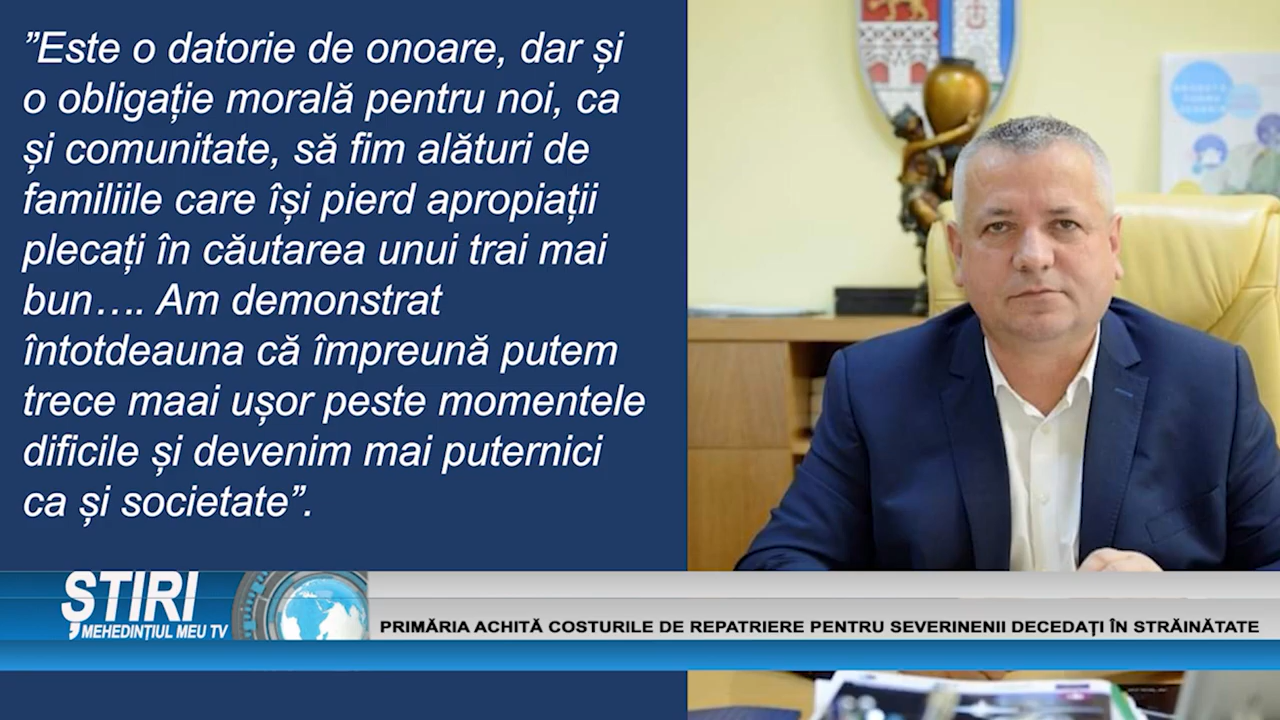 ”Este o datorie de onoare, dar și
o obligație morală pentru noi, ca
și comunitate, să fim alături de
familiile care își pierd apropiații
plecați în căutarea unui trai mai
bun…. Am demonstrat
întotdeauna că împreună putem
trece maai ușor peste momentele
dificile și devenim mai puternici
ca și societate”.
ȘTIRI
MEHEDINȚIUL MEU TV
PRIMĂRIA ACHITĂ COSTURILE DE REPATRIERE PENTRU SEVERINENII DECEDAȚI ÎN STRĂINĂTATE